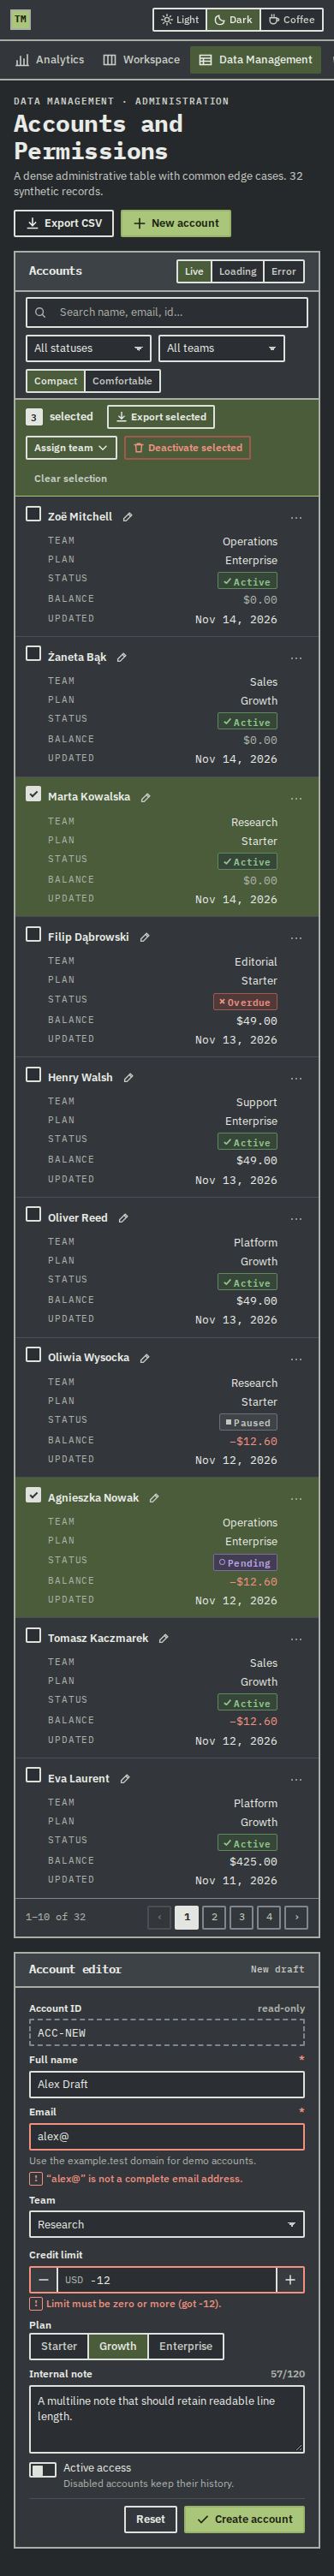 TM Light Dark Coffee
Analytics Workspace Data Management
DATA MANAGEMENT · ADMINISTRATION
Accounts and
Permissions
A dense administrative table with common edge cases. 32
synthetic records.
Export CSV New account
Accounts Live Loading Error
Search name, email, id…
All statuses All teams
Compact Comfortable
3 selected Export selected
Assign team Deactivate selected
Clear selection
Zoë Mitchell ...
TEAM Operations
PLAN Enterprise
STATUS Active
BALANCE $0.00
UPDATED Nov 14, 2026
Żaneta Bąk ...
TEAM Sales
PLAN Growth
STATUS Active
BALANCE $0.00
UPDATED Nov 14, 2026
Marta Kowalska ...
TEAM Research
PLAN Starter
STATUS Active
BALANCE $0.00
UPDATED Nov 14, 2026
Filip Dąbrowski ...
TEAM Editorial
PLAN Starter
STATUS Overdue
BALANCE $49.00
UPDATED Nov 13, 2026
Henry Walsh ...
TEAM Support
PLAN Enterprise
STATUS Active
BALANCE $49.00
UPDATED Nov 13, 2026
Oliver Reed ...
TEAM Platform
PLAN Growth
STATUS Active
BALANCE $49.00
UPDATED Nov 13, 2026
Oliwia Wysocka ...
TEAM Research
PLAN Starter
STATUS Paused
BALANCE −$12.60
UPDATED Nov 12, 2026
Agnieszka Nowak ...
TEAM Operations
PLAN Enterprise
STATUS Pending
BALANCE −$12.60
UPDATED Nov 12, 2026
Tomasz Kaczmarek ...
TEAM Sales
PLAN Growth
STATUS Active
BALANCE −$12.60
UPDATED Nov 12, 2026
Eva Laurent ...
TEAM Platform
PLAN Growth
STATUS Active
BALANCE $425.00
UPDATED Nov 11, 2026
1–10 of 32 ‹ 1 2 3 4 ›
Account editor New draft
Account ID read-only
ACC-NEW
Full name *
Alex Draft
Email *
alex@
Use the example.test domain for demo accounts.
! “alex@” is not a complete email address.
Team
Research
Credit limit
− USD -12 +
! Limit must be zero or more (got -12).
Plan
Starter Growth Enterprise
Internal note 57/120
A multiline note that should retain readable line
length.
Active access
Disabled accounts keep their history.
Reset Create account